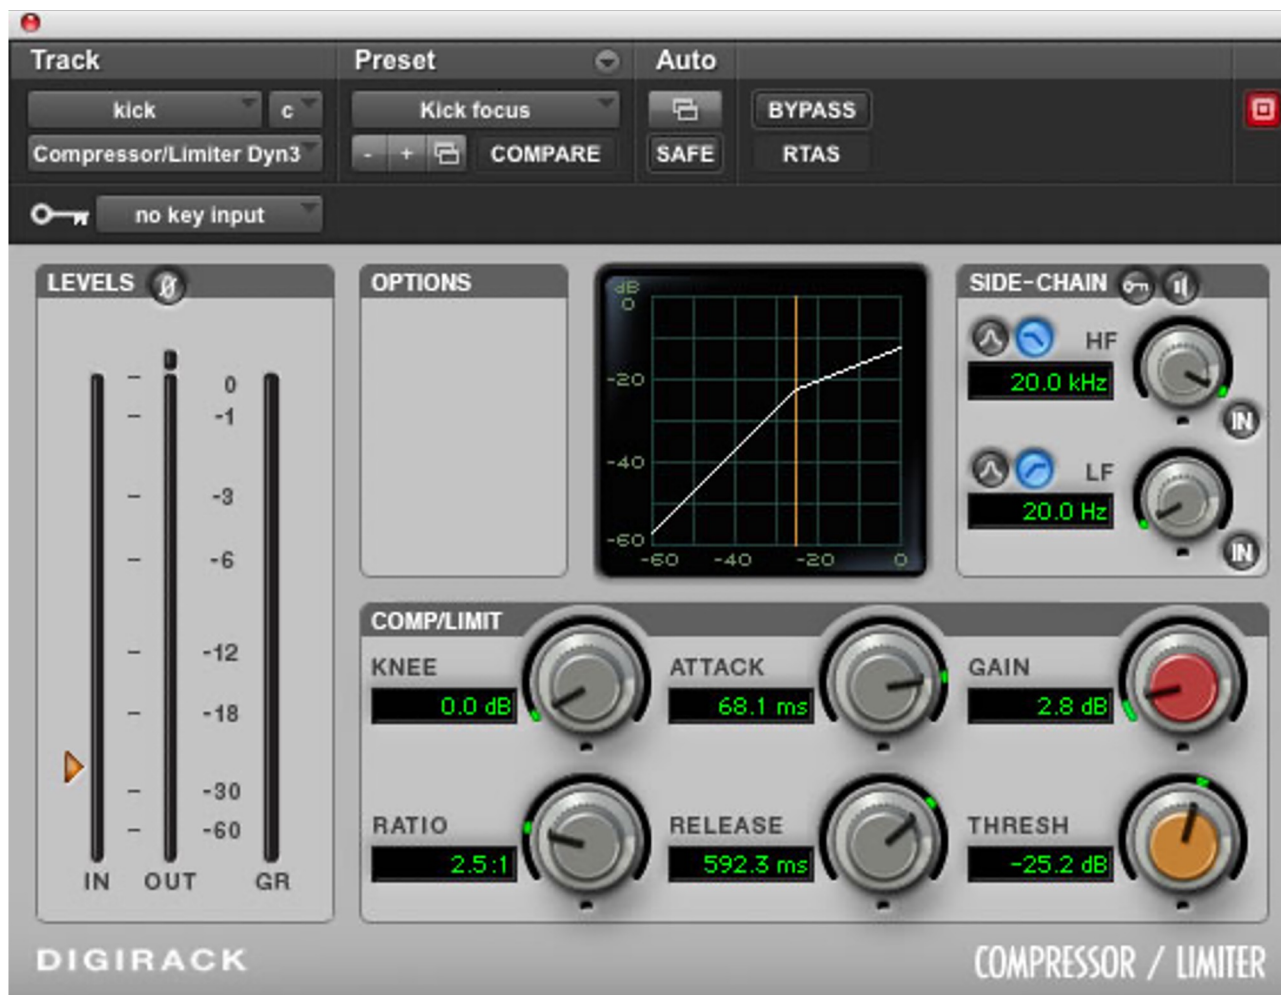 Track Preset Auto
kick c Kick focus BYPASS
Compressor/Limiter Dyn3 - + COMPARE SAFE RTAS
no key input
LEVELS Ø OPTIONS SIDE-CHAIN
dB
0
-20
-40
-60
-60 -40 -20 0
HF
20.0 kHz
IN
LF
20.0 Hz
IN
0
-1
-3
-6
-12
-18
-30
-60
IN OUT GR
COMP/LIMIT
KNEE ATTACK GAIN
0.0 dB 68.1 ms 2.8 dB
RATIO RELEASE THRESH
2.5:1 592.3 ms -25.2 dB
DIGIRACK COMPRESSOR / LIMITER